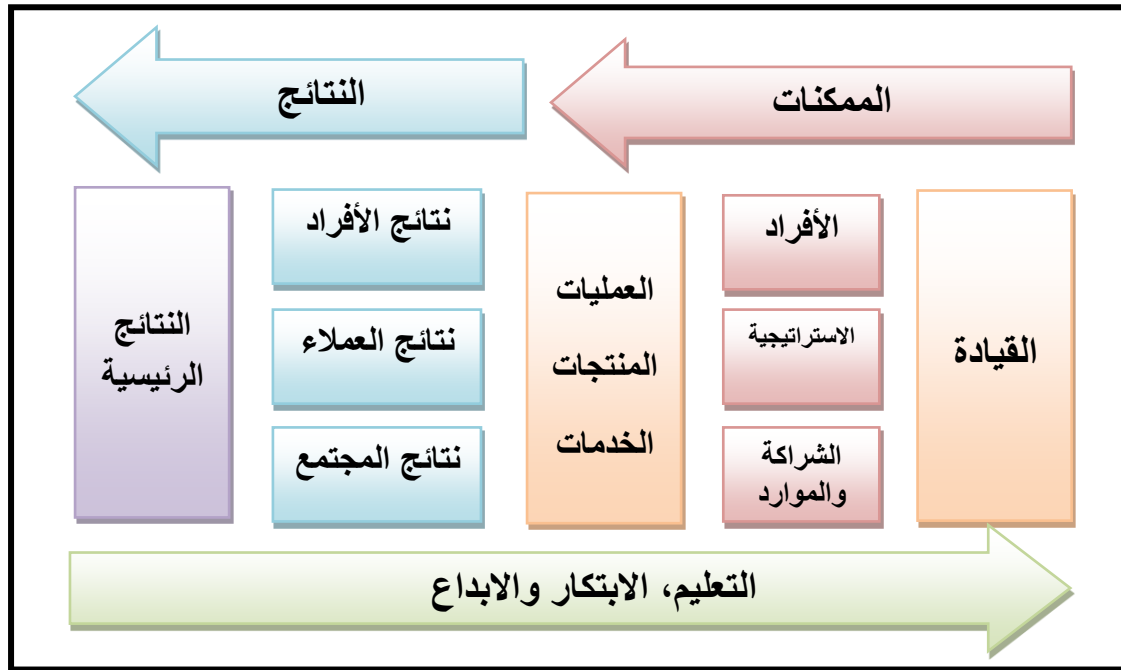 الممكنات
النتائج
القيادة
الأفراد
الاستراتيجية
الشراكة
والموارد
العمليات
المنتجات
الخدمات
نتائج الأفراد
نتائج العملاء
نتائج المجتمع
النتائج
الرئيسية
التعليم، الابتكار والابداع